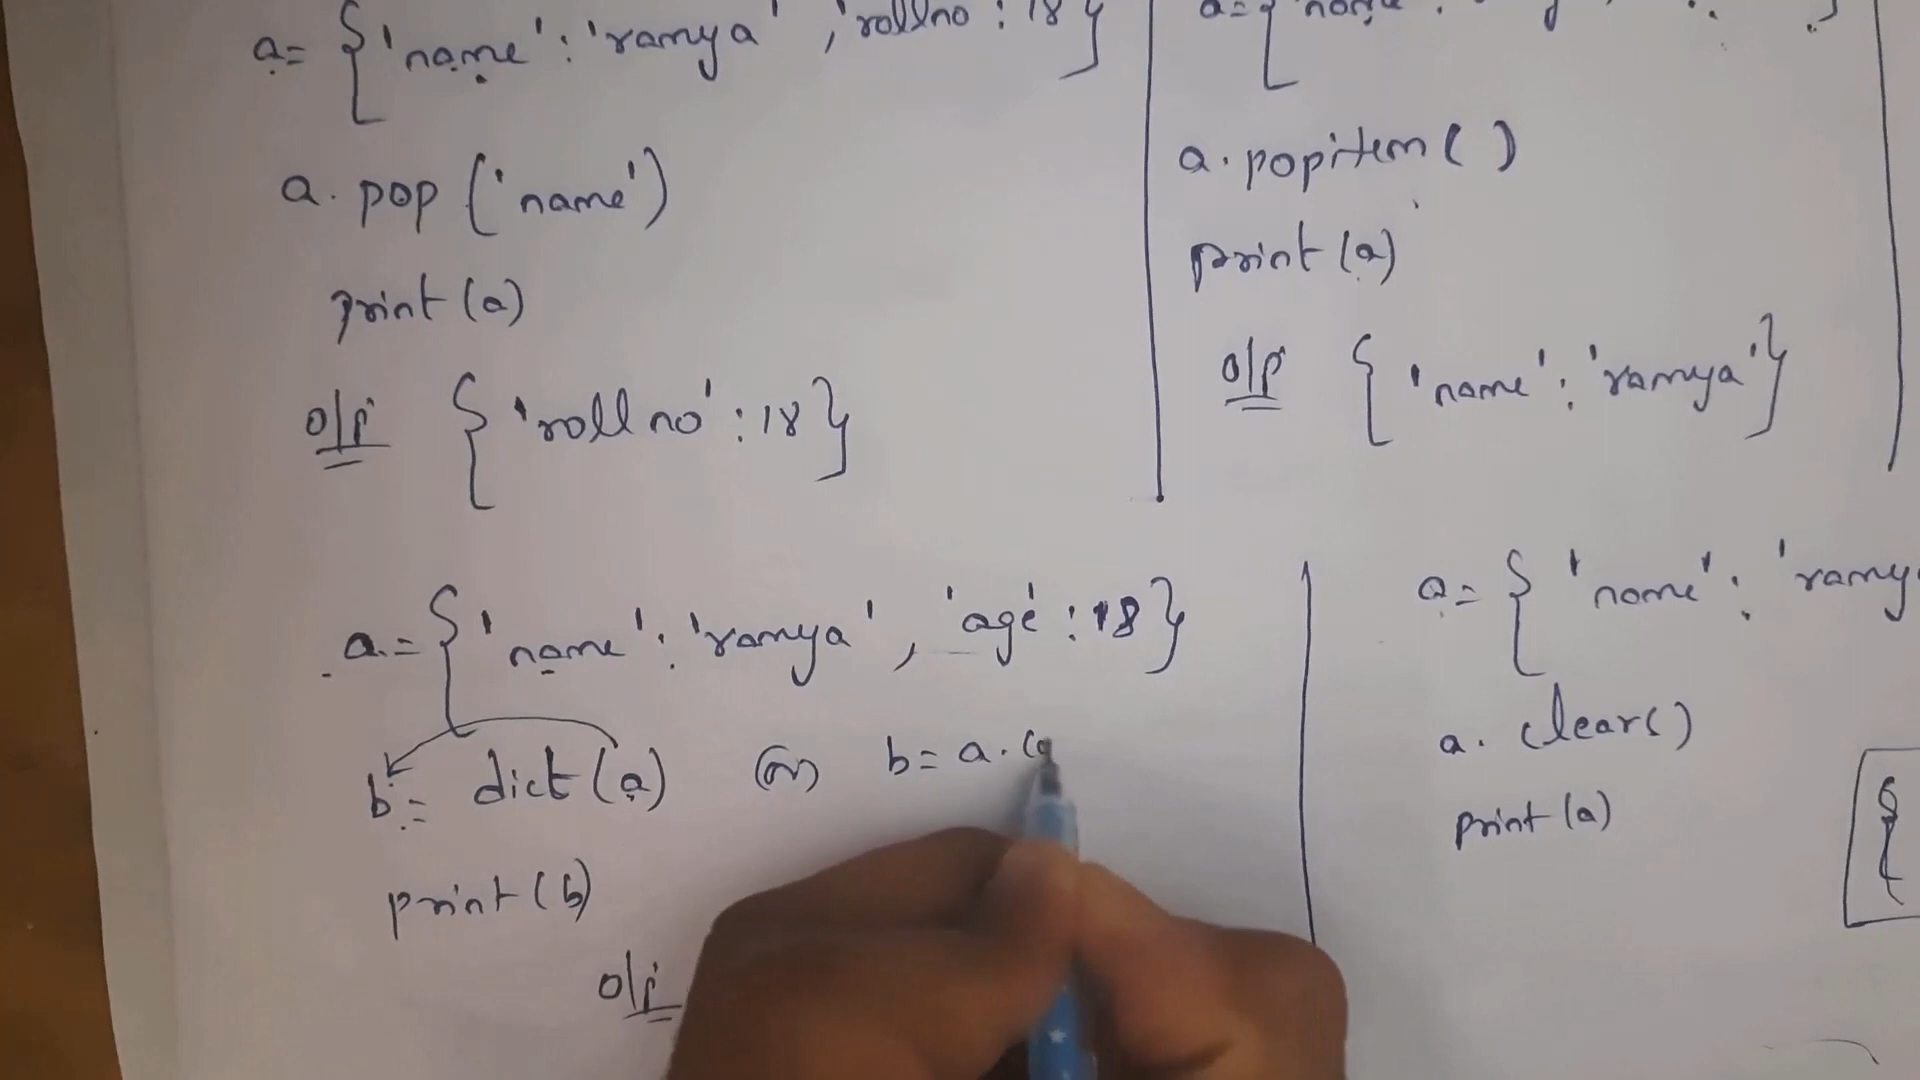 a= {'name' : 'ramya' , 'rollno : 18}
a.pop ('name')
print (a)
o/p {'roll no' : 18}
a= {
a.popitem( )
print (a)
o/p {'name' : 'ramya'}
a= {'name' : 'ramya' , 'age' : 18}
b= dict (a) (or) b= a.co
print (b)
o/p
a= {'name' : 'ramy
a. clear()
print (a)
{